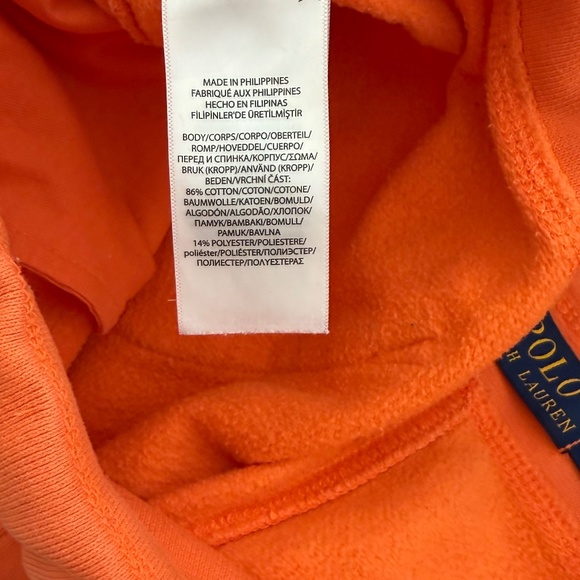 MADE IN PHILIPPINES
FABRIQUÉ AUX PHILIPPINES
HECHO EN FILIPINAS
FİLİPİNLER'DE ÜRETİLMİŞTİR
BODY/CORPS/CORPO/OBERTEIL/
ROMP/HOVEDDEL/CUERPO/
ПЕРЕД И СПИНКА/КОРПУС/ΣΩΜΑ/
BRUK (KROPP)/ANVÄND (KROPP)/
BEDEN/VRCHNÍ ČÁST:
86% COTTON/COTON/COTONE/
BAUMWOLLE/KATOEN/BOMULD/
ALGODÓN/ALGODÃO/ХЛОПОК/
ПАМУК/BAMBAKI/BOMULL/
PAMUK/BAVLNA
14% POLYESTER/POLIESTERE/
poliéster/POLIÉSTER/ПОЛИЭСТЕР/
ПОЛИЕСТЕР/ΠΟΛΥΕΣΤΕΡΑΣ
POLO
H LAUREN